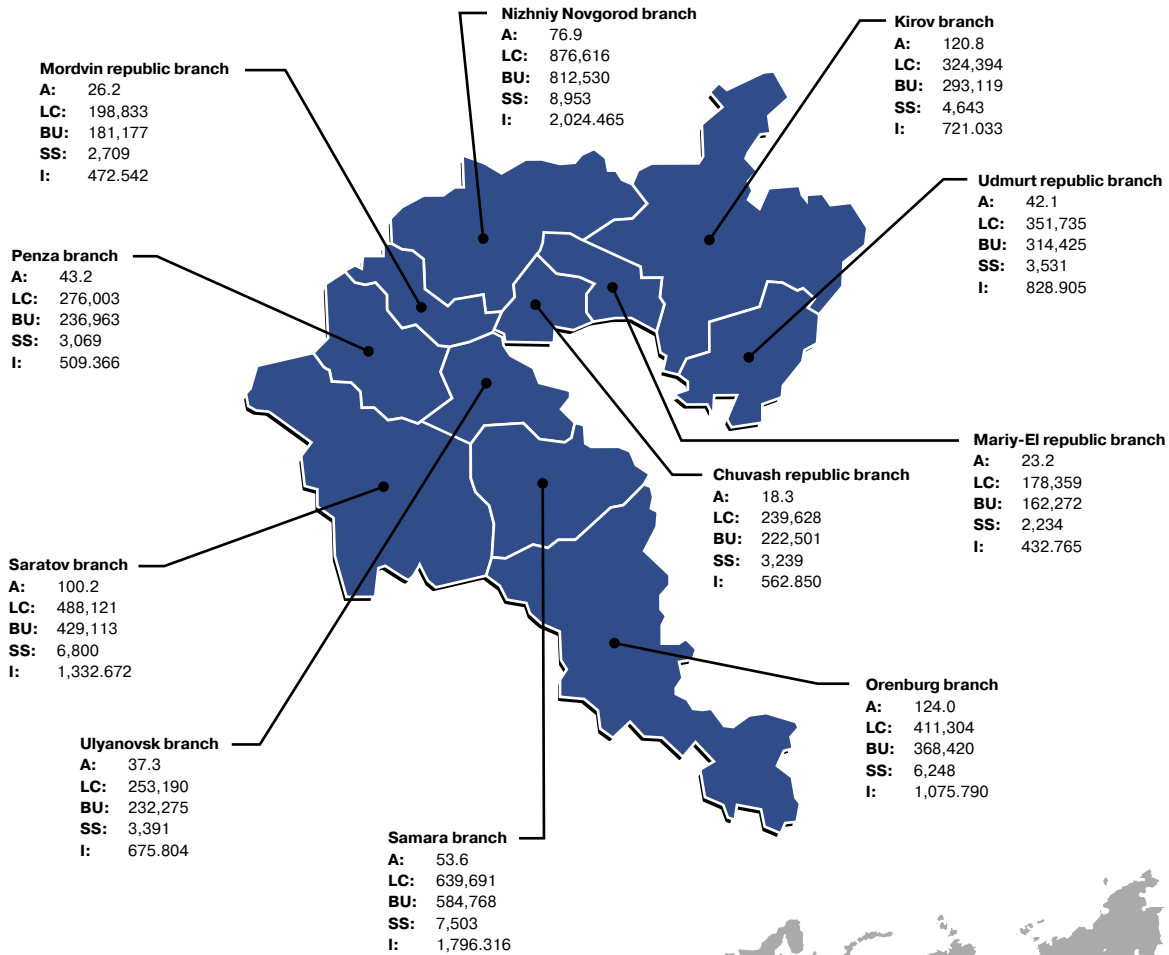 Nizhniy Novgorod branch
A: 76.9
LC: 876,616
BU: 812,530
SS: 8,953
I: 2,024.465
Kirov branch
A: 120.8
LC: 324,394
BU: 293,119
SS: 4,643
I: 721.033
Mordvin republic branch
A: 26.2
LC: 198,833
BU: 181,177
SS: 2,709
I: 472.542
Udmurt republic branch
A: 42.1
LC: 351,735
BU: 314,425
SS: 3,531
I: 828.905
Penza branch
A: 43.2
LC: 276,003
BU: 236,963
SS: 3,069
I: 509.366
Mariy-El republic branch
A: 23.2
LC: 178,359
BU: 162,272
SS: 2,234
I: 432.765
Chuvash republic branch
A: 18.3
LC: 239,628
BU: 222,501
SS: 3,239
I: 562.850
Saratov branch
A: 100.2
LC: 488,121
BU: 429,113
SS: 6,800
I: 1,332.672
Orenburg branch
A: 124.0
LC: 411,304
BU: 368,420
SS: 6,248
I: 1,075.790
Ulyanovsk branch
A: 37.3
LC: 253,190
BU: 232,275
SS: 3,391
I: 675.804
Samara branch
A: 53.6
LC: 639,691
BU: 584,768
SS: 7,503
I: 1,796.316